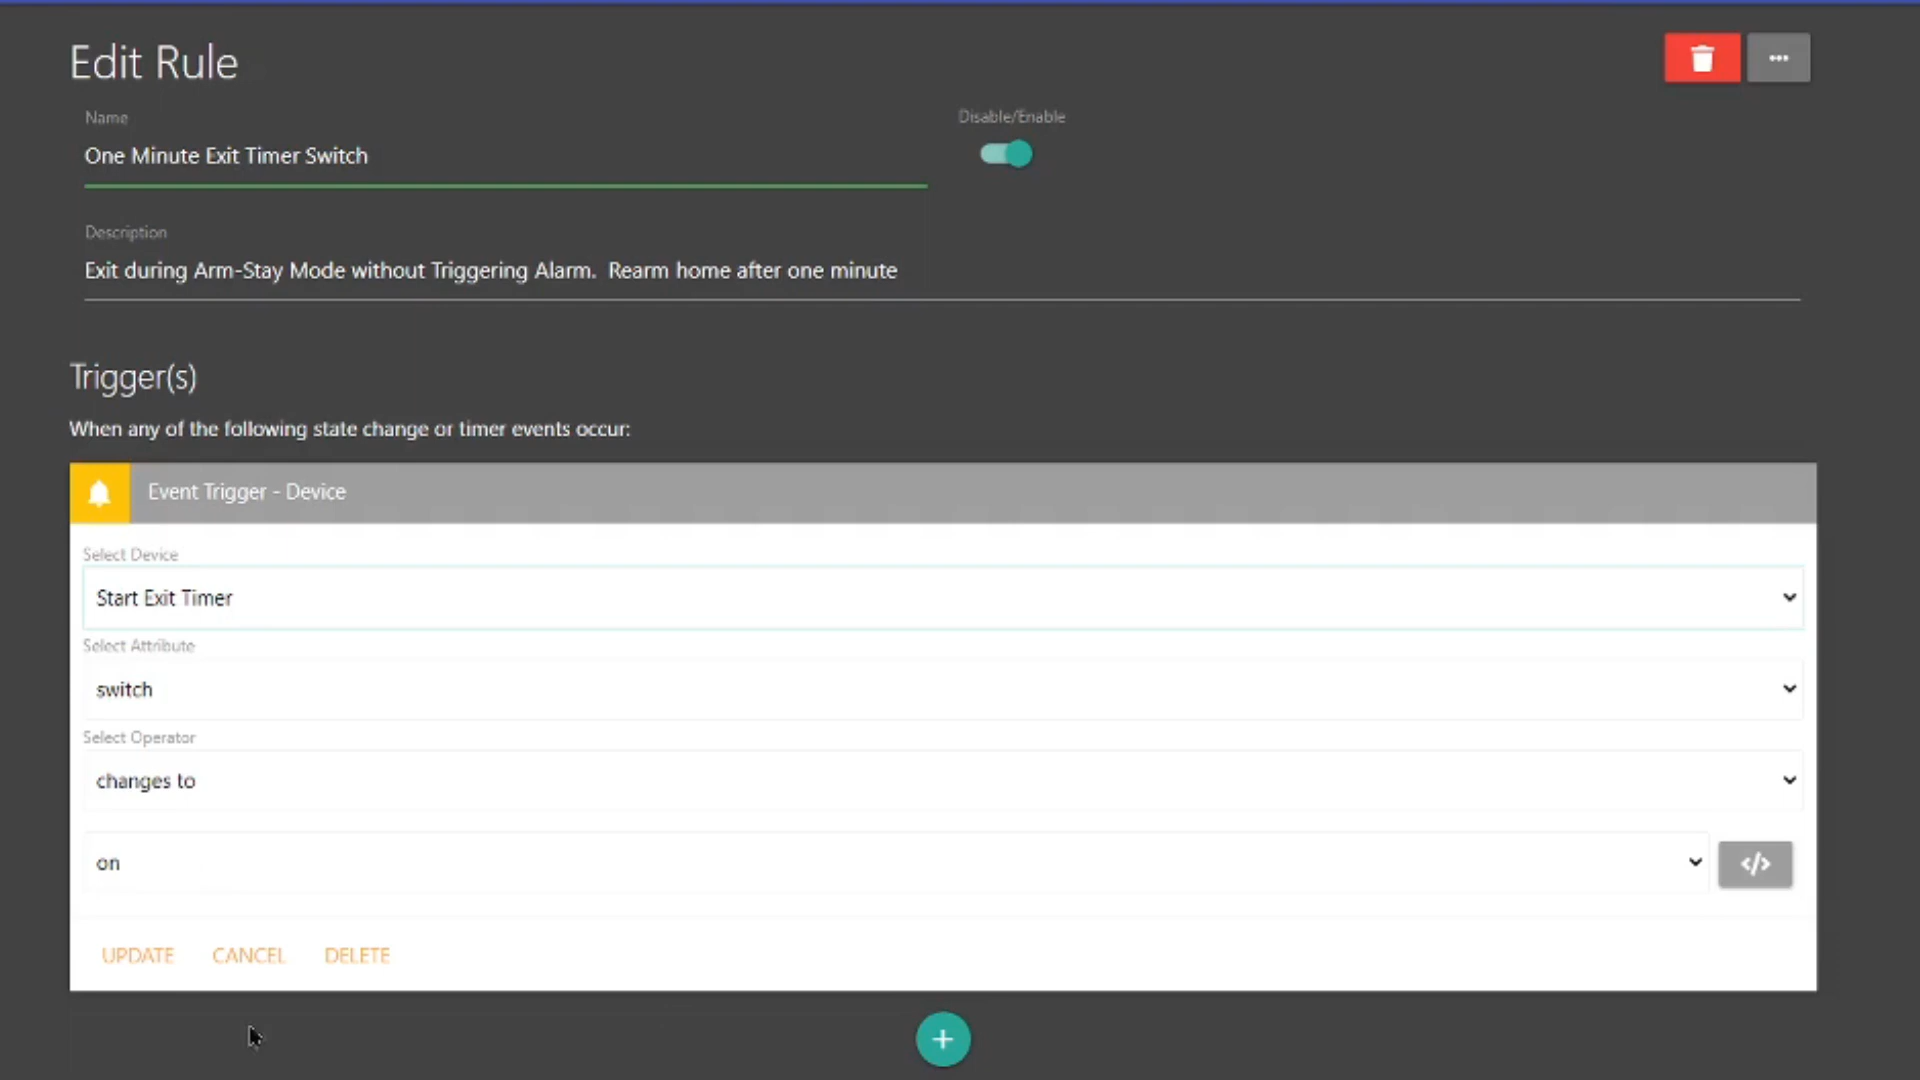 Edit Rule
Name
Disable/Enable
One Minute Exit Timer Switch
Description
Exit during Arm-Stay Mode without Triggering Alarm.  Rearm home after one minute
Trigger(s)
When any of the following state change or timer events occur:
Event Trigger - Device
Select Device
Start Exit Timer
Select Attribute
switch
Select Operator
changes to
on
</>
UPDATE CANCEL DELETE